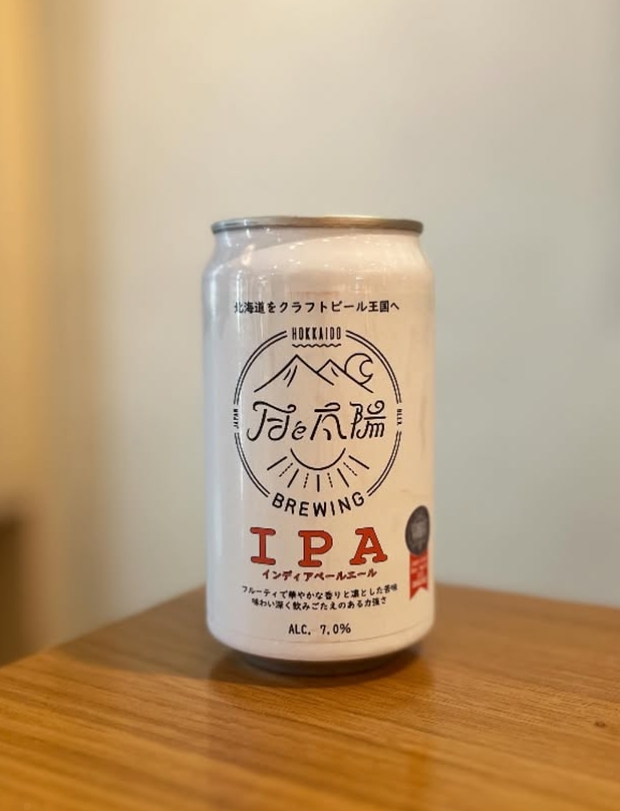 北海道をクラフトビール王国へ
HOKKAIDO
JAPAN
月と太陽
BEER
BREWING
IPA
インディアペールエール
フルーティで華やかな香りと凛とした苦味
味わい深く飲みごたえのある力強さ
ALC. 7.0%